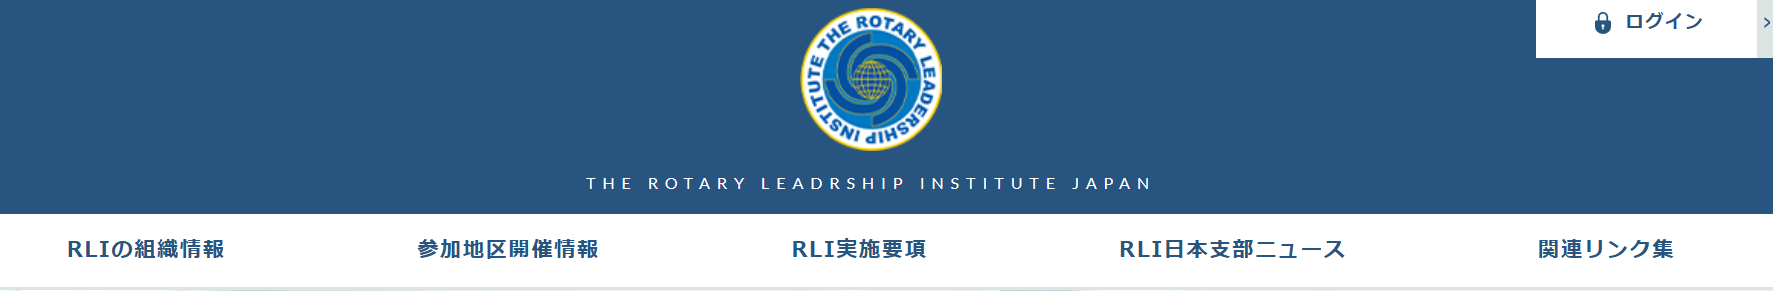 ログイン
THE ROTARY LEADERSHIP INSTITUTE
THE ROTARY LEADRSHIP INSTITUTE JAPAN
RLIの組織情報 参加地区開催情報 RLI実施要項 RLI日本支部ニュース 関連リンク集